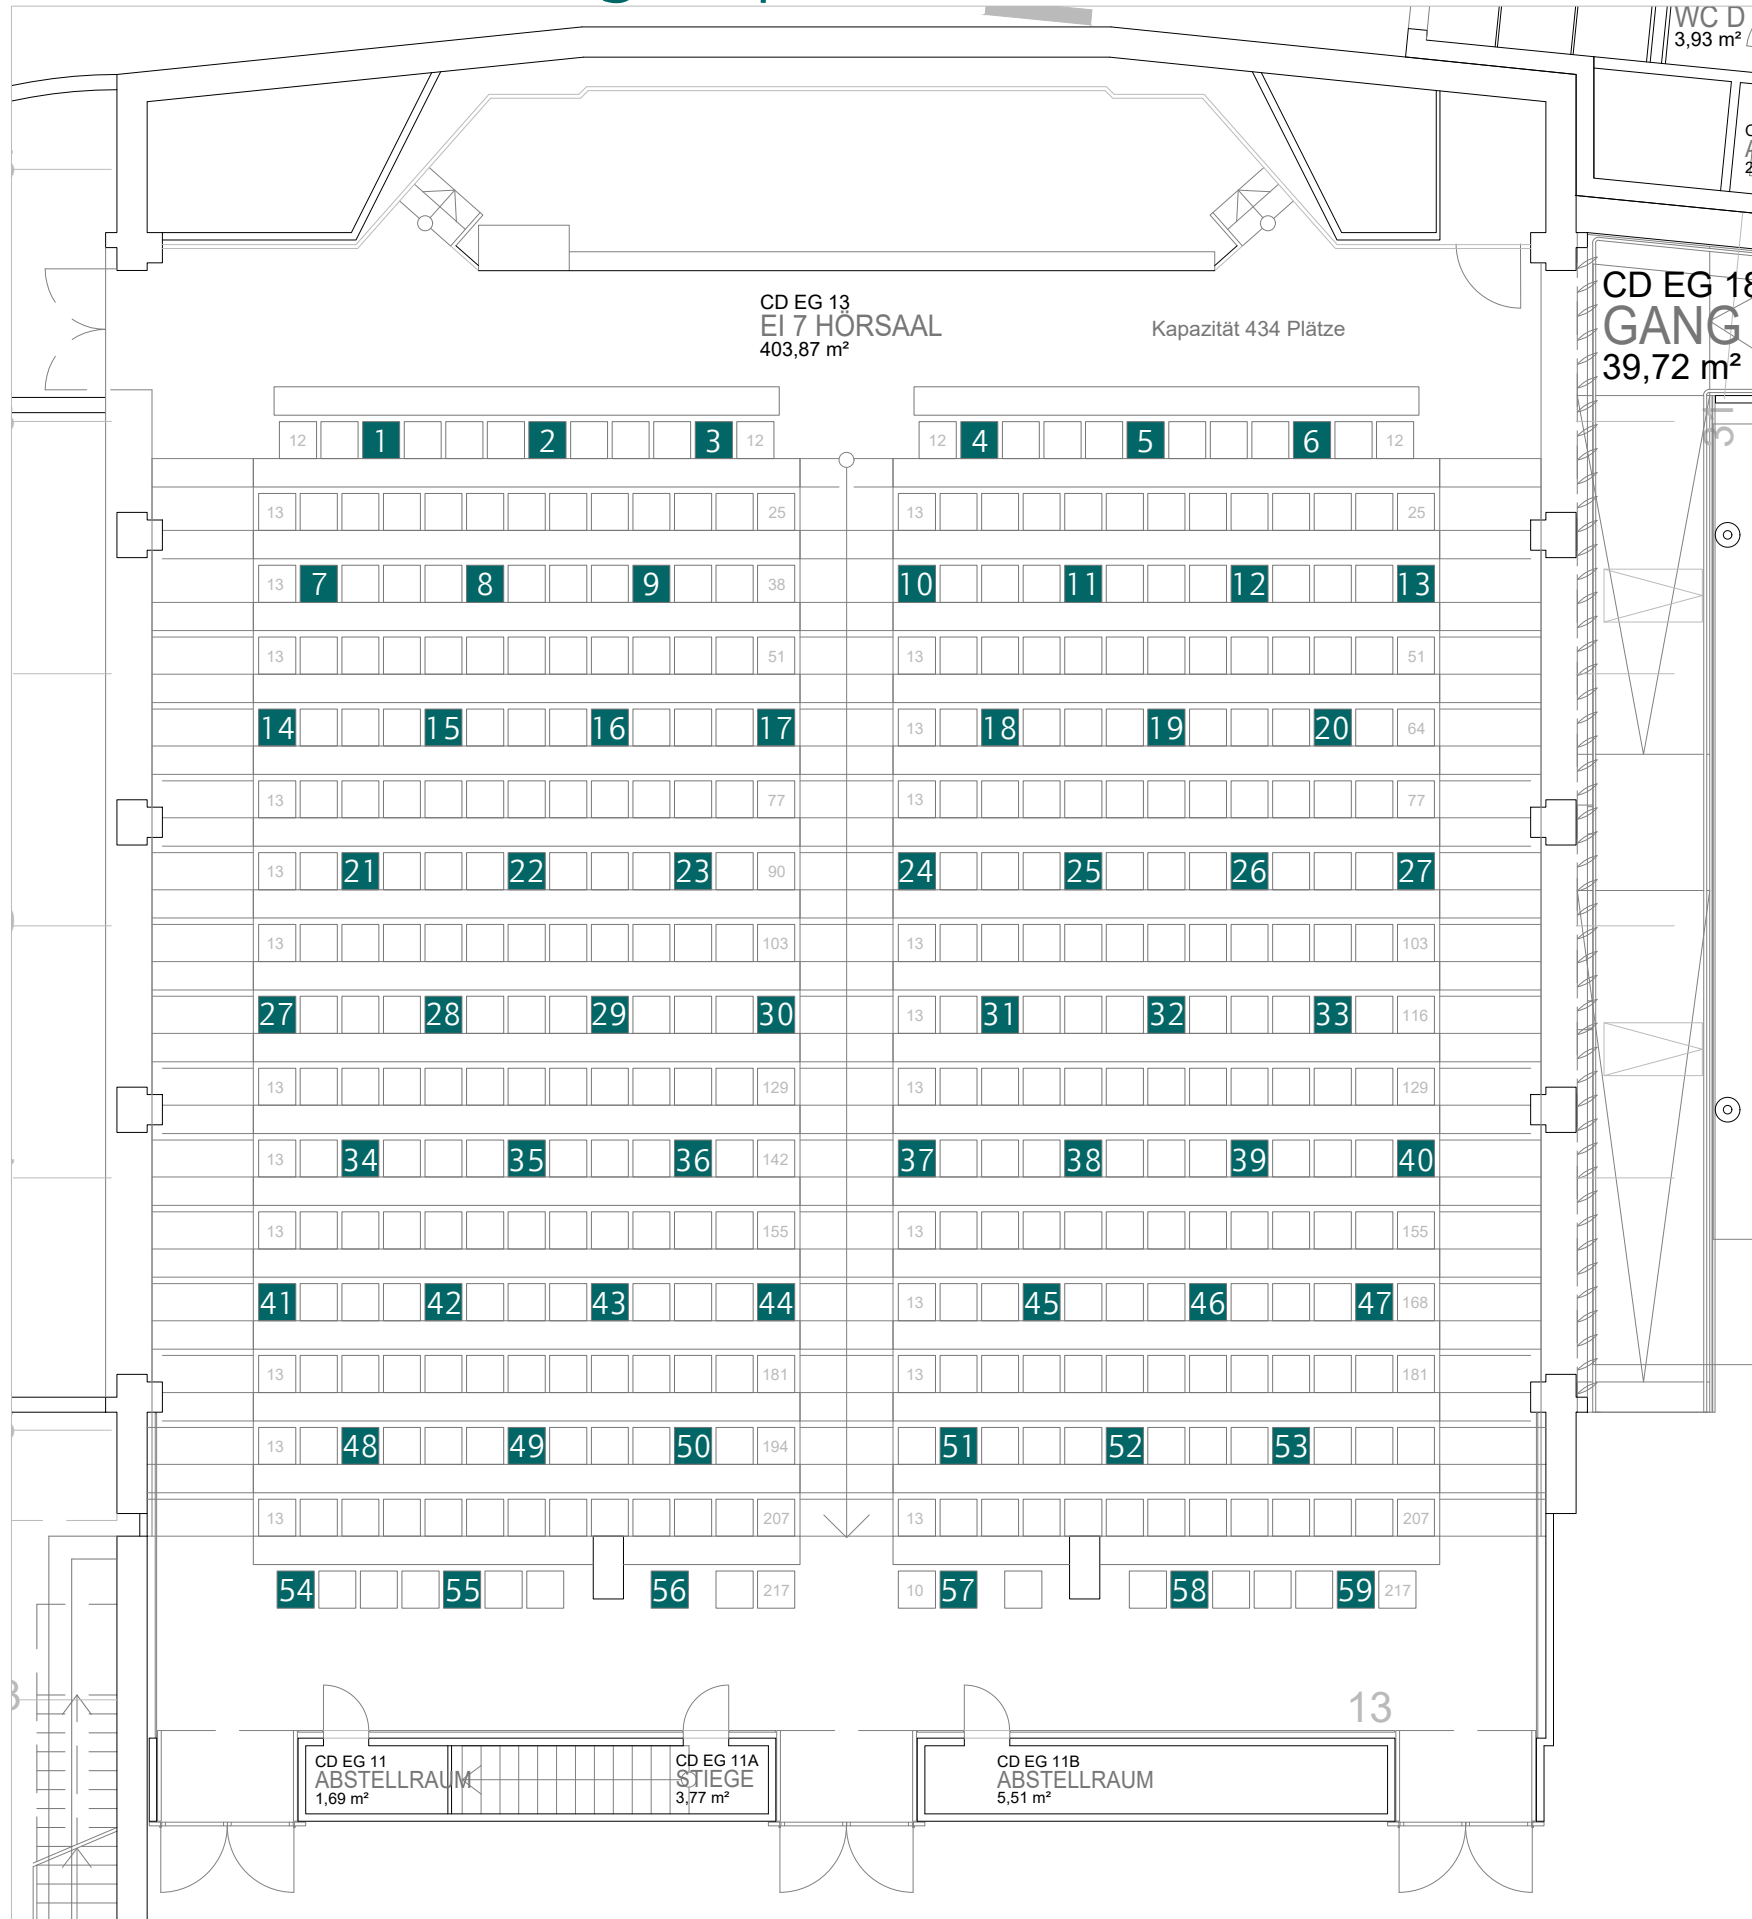 WC D
3,93 m²
CD EG 13
EI 7 HÖRSAAL
403,87 m²
Kapazität 434 Plätze
CD EG 18
GANG
39,72 m²
31
12 1 2 3 12 12 4 5 6 12
13 25 13 25
13 7 8 9 38 10 11 12 13
13 51 13 51
14 15 16 17 13 18 19 20 64
13 77 13 77
13 21 22 23 90 24 25 26 27
13 103 13 103
27 28 29 30 13 31 32 33 116
13 129 13 129
13 34 35 36 142 37 38 39 40
13 155 13 155
41 42 43 44 13 45 46 47 168
13 181 13 181
13 48 49 50 194 51 52 53
13 207 13 207
54 55 56 217 10 57 58 59 217
13
CD EG 11
ABSTELLRAUM
1,69 m²
CD EG 11A
STIEGE
3,77 m²
CD EG 11B
ABSTELLRAUM
5,51 m²